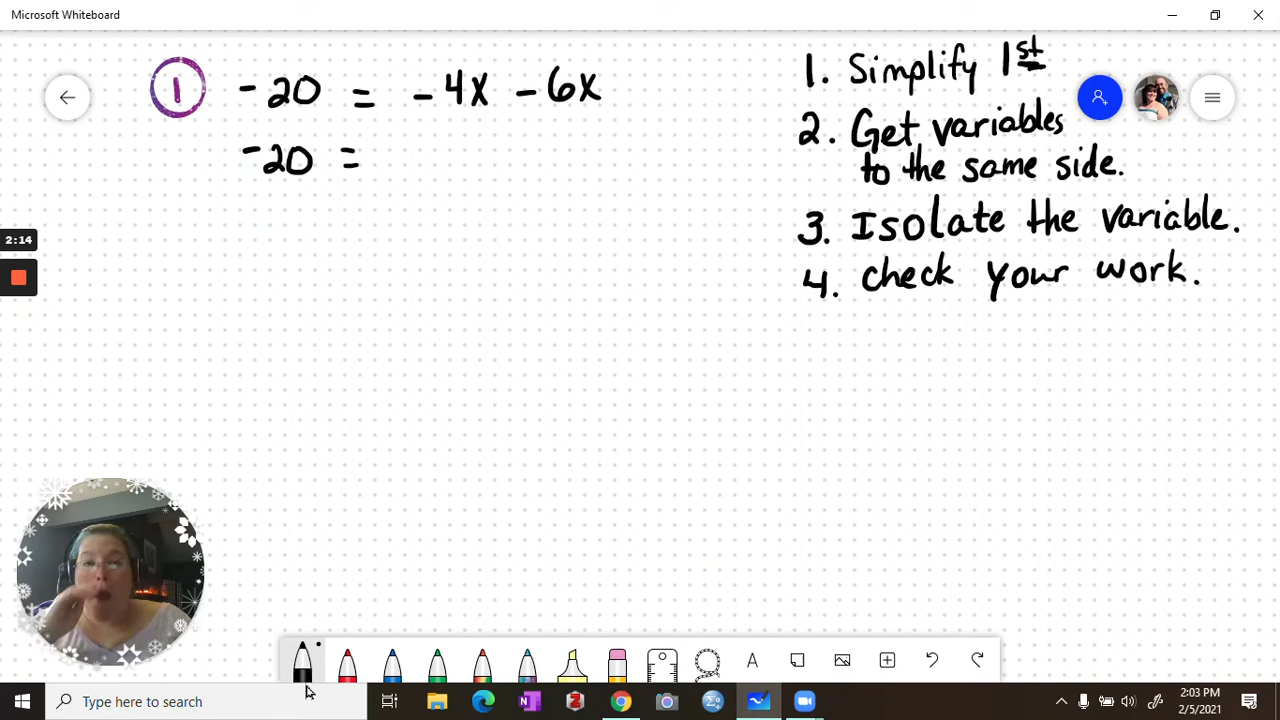 Microsoft Whiteboard
1 -20 = -4x - 6x
-20 =
1. Simplify 1st
2. Get variables
to the same side.
3. Isolate the variable.
4. check your work.
2:14
Type here to search
2:03 PM
2/5/2021